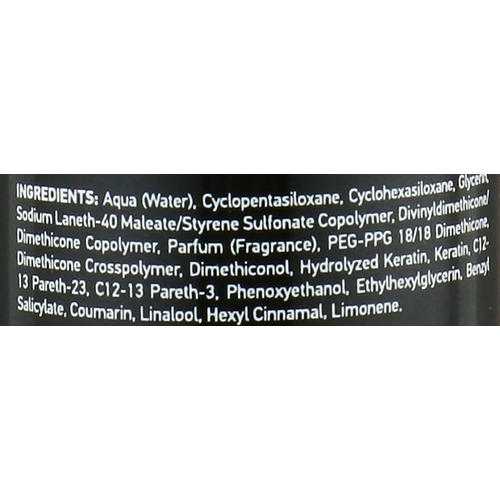 INGREDIENTS: Aqua (Water), Cyclopentasiloxane, Cyclohexasiloxane, Glycerin,
Sodium Laneth-40 Maleate/Styrene Sulfonate Copolymer, Divinyldimethicone/
Dimethicone Copolymer, Parfum (Fragrance), PEG-PPG 18/18 Dimethicone,
Dimethicone Crosspolymer, Dimethiconol, Hydrolyzed Keratin, Keratin, C12-
13 Pareth-23, C12-13 Pareth-3, Phenoxyethanol, Ethylhexylglycerin, Benzyl
Salicylate, Coumarin, Linalool, Hexyl Cinnamal, Limonene.